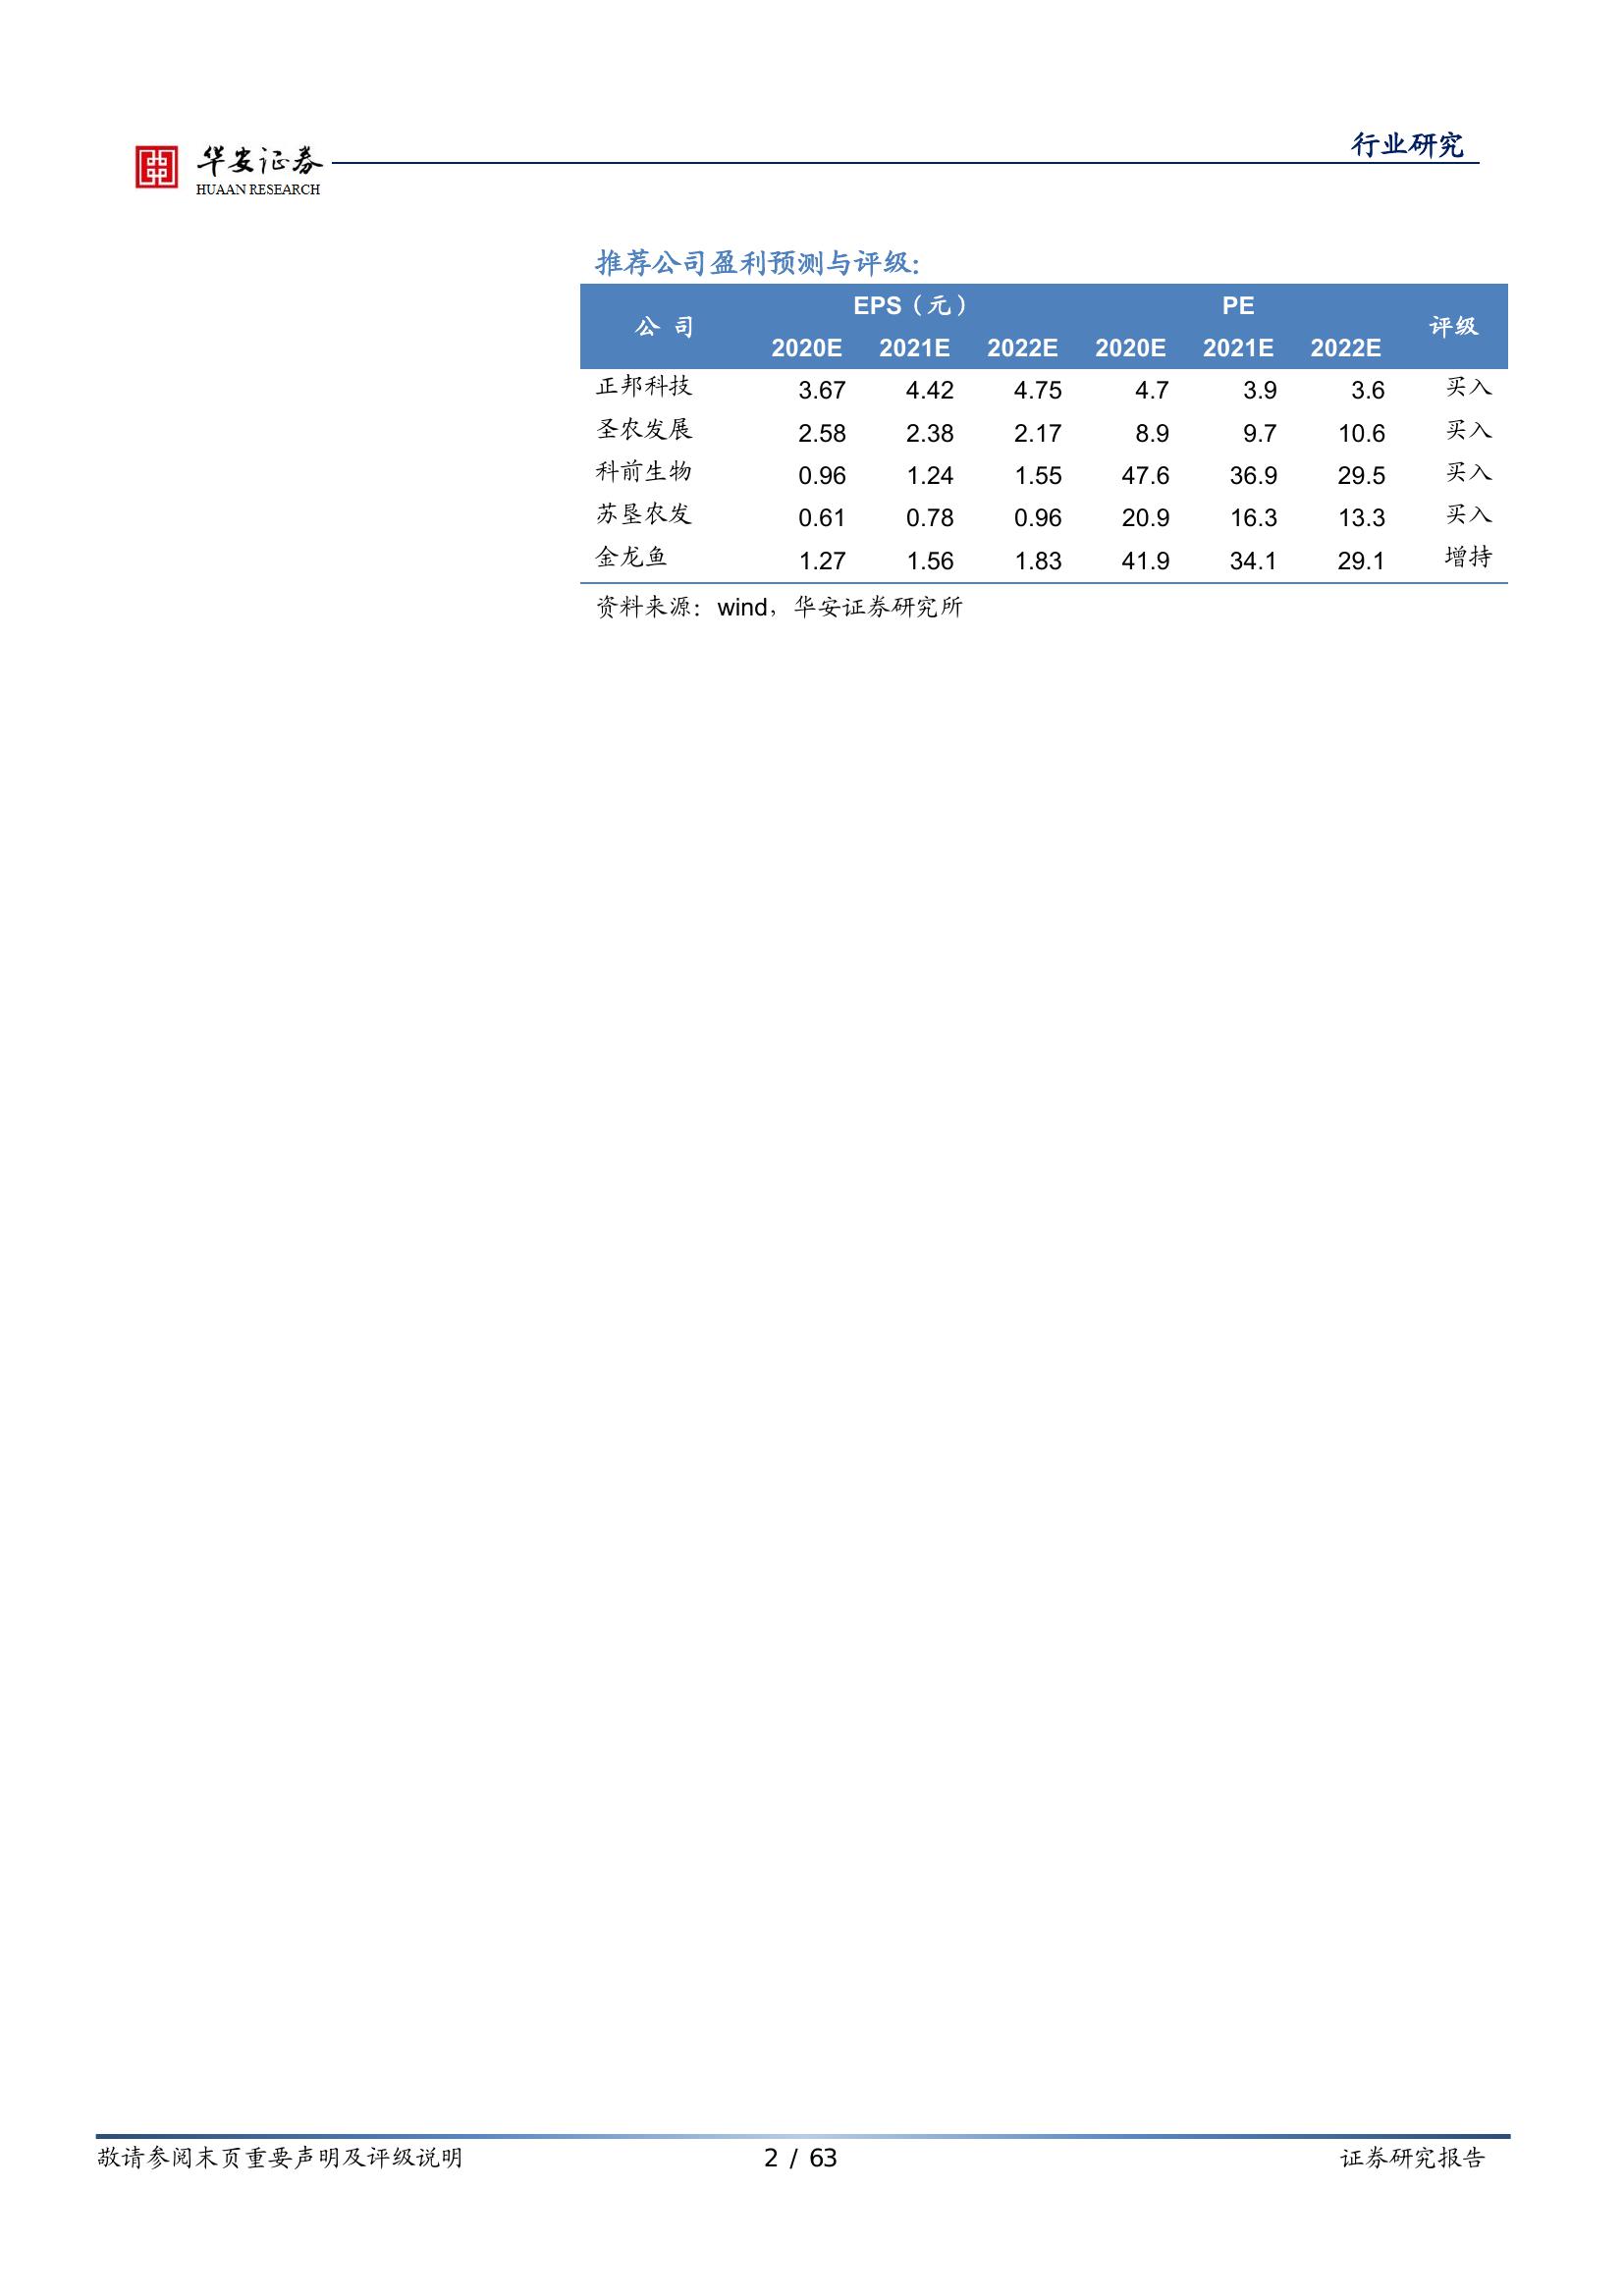 华安证券
HUAAN RESEARCH
行业研究
推荐公司盈利预测与评级：
公 司 EPS（元） PE 评级
2020E 2021E 2022E 2020E 2021E 2022E
正邦科技 3.67 4.42 4.75 4.7 3.9 3.6 买入
圣农发展 2.58 2.38 2.17 8.9 9.7 10.6 买入
科前生物 0.96 1.24 1.55 47.6 36.9 29.5 买入
苏垦农发 0.61 0.78 0.96 20.9 16.3 13.3 买入
金龙鱼 1.27 1.56 1.83 41.9 34.1 29.1 增持
资料来源：wind，华安证券研究所
敬请参阅末页重要声明及评级说明 2 / 63 证券研究报告